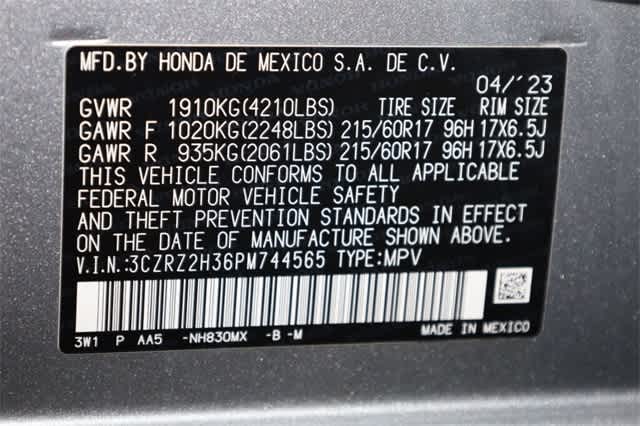 MFD.BY HONDA DE MEXICO S.A. DE C.V.
04/'23
GVWR 1910KG(4210LBS) TIRE SIZE RIM SIZE
GAWR F 1020KG(2248LBS) 215/60R17 96H 17X6.5J
GAWR R 935KG(2061LBS) 215/60R17 96H 17X6.5J
THIS VEHICLE CONFORMS TO ALL APPLICABLE
FEDERAL MOTOR VEHICLE SAFETY
AND THEFT PREVENTION STANDARDS IN EFFECT
ON THE DATE OF MANUFACTURE SHOWN ABOVE.
V.I.N.:3CZRZ2H36PM744565 TYPE:MPV
MADE IN MEXICO
3W1 P AA5 -NH830MX -B -M